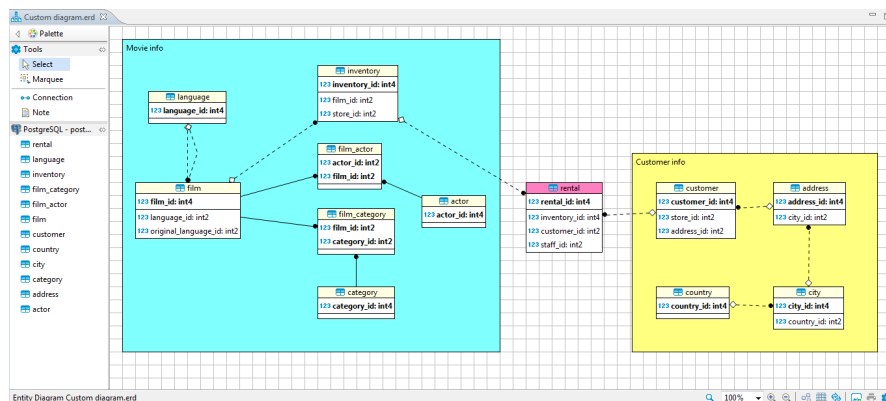 Custom diagram.erd
Palette
Tools
Select
Marquee
Connection
Note
PostgreSQL - post...
rental
language
inventory
film_category
film_actor
film
customer
country
city
category
address
actor
Movie info
language
123 language_id: int4
inventory
123 inventory_id: int4
123 film_id: int2
123 store_id: int2
film_actor
123 actor_id: int2
123 film_id: int2
film
123 film_id: int4
123 language_id: int2
123 original_language_id: int2
actor
123 actor_id: int4
film_category
123 film_id: int2
123 category_id: int2
category
123 category_id: int4
rental
123 rental_id: int4
123 inventory_id: int4
123 customer_id: int2
123 staff_id: int2
Customer info
customer
123 customer_id: int4
123 store_id: int2
123 address_id: int2
address
123 address_id: int4
123 city_id: int2
country
123 country_id: int4
city
123 city_id: int4
123 country_id: int2
Entity Diagram Custom diagram.erd
100%